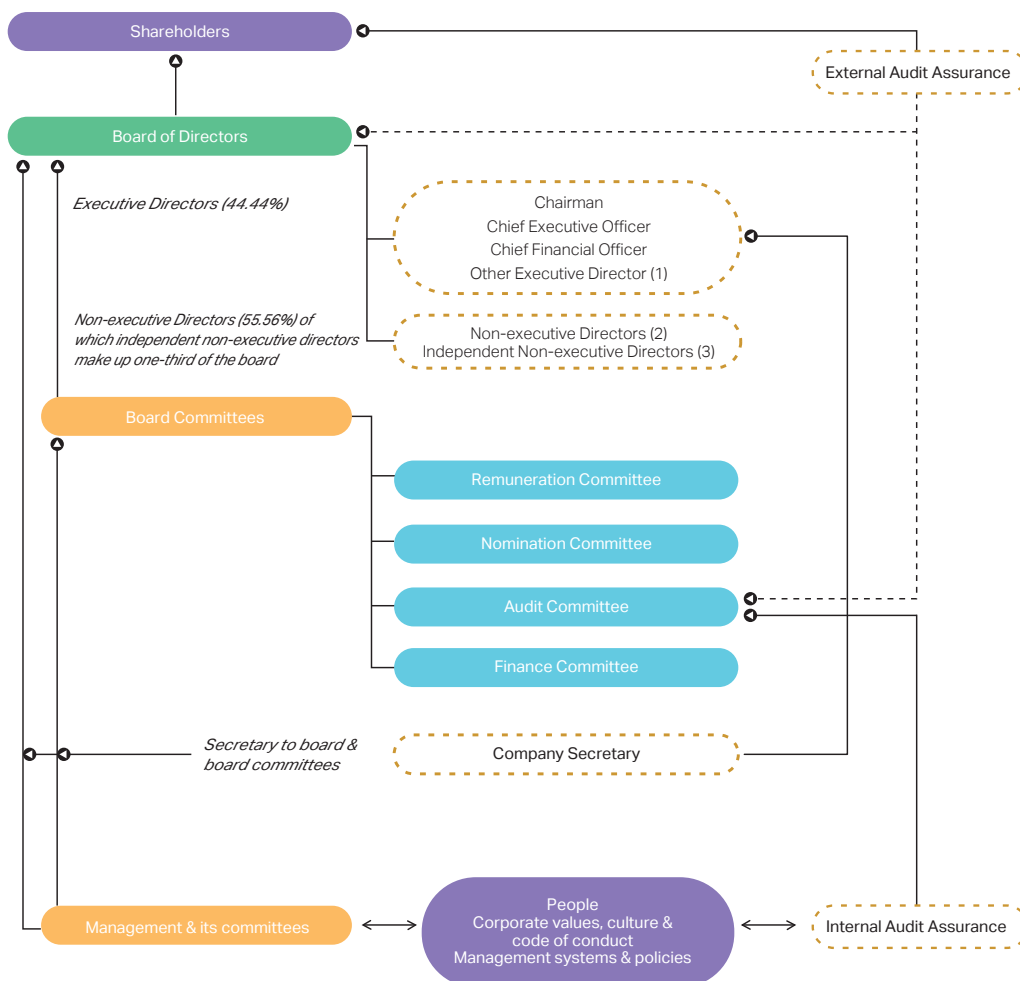 Shareholders
External Audit Assurance
Board of Directors
Executive Directors (44.44%)
Chairman
Chief Executive Officer
Chief Financial Officer
Other Executive Director (1)
Non-executive Directors (55.56%) of
which independent non-executive directors
make up one-third of the board
Non-executive Directors (2)
Independent Non-executive Directors (3)
Board Committees
Remuneration Committee
Nomination Committee
Audit Committee
Finance Committee
Secretary to board &
board committees
Company Secretary
Management & its committees
People
Corporate values, culture &
code of conduct
Management systems & policies
Internal Audit Assurance